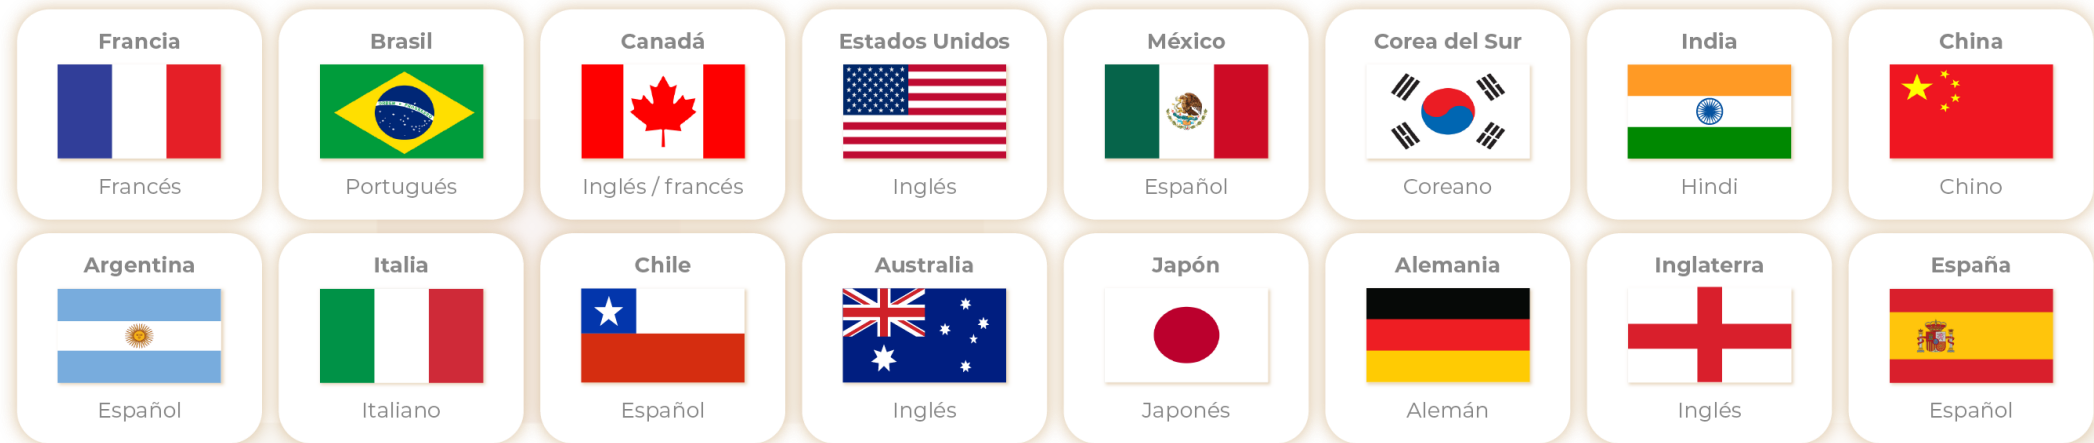 Francia
Francés
Brasil
Portugués
Canadá
Inglés / francés
Estados Unidos
Inglés
México
Español
Corea del Sur
Coreano
India
Hindi
China
Chino
Argentina
Español
Italia
Italiano
Chile
Español
Australia
Inglés
Japón
Japonés
Alemania
Alemán
Inglaterra
Inglés
España
Español